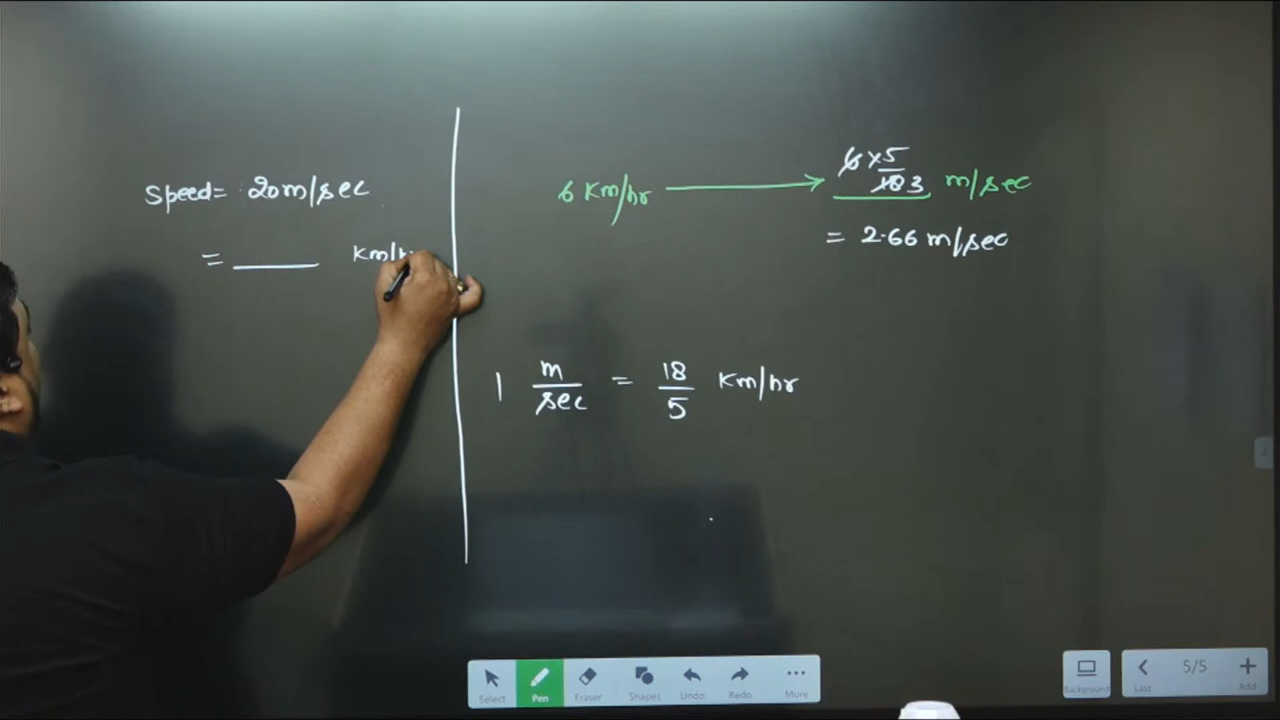 Speed= 20m/sec
= ____ Km/h
6 Km/hr → 6×5/18 3 m/sec
= 2.66 m/sec
1 m/sec = 18/5 Km/hr
Select Pen Eraser Shapes Undo Redo More
Background Last 5/5 Add